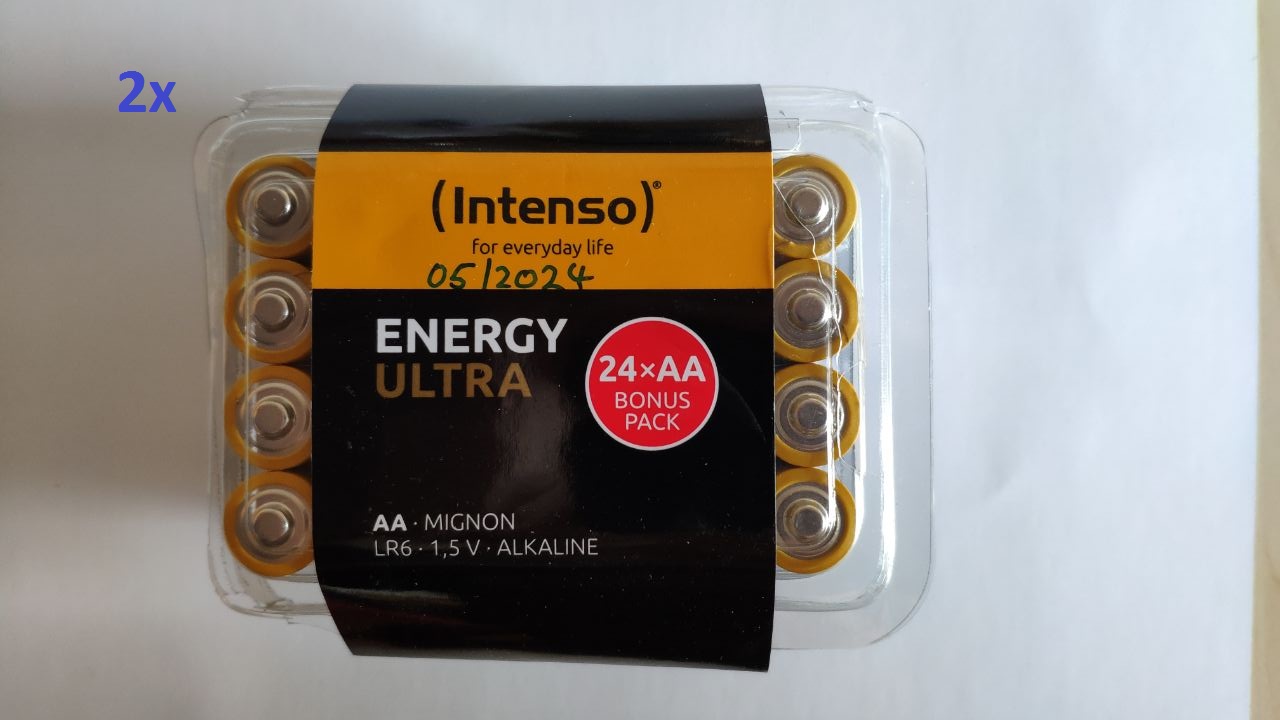 2x
(Intenso)®
for everyday life
05/2024
ENERGY
ULTRA
24×AA
BONUS
PACK
AA · MIGNON
LR6 · 1,5 V · ALKALINE